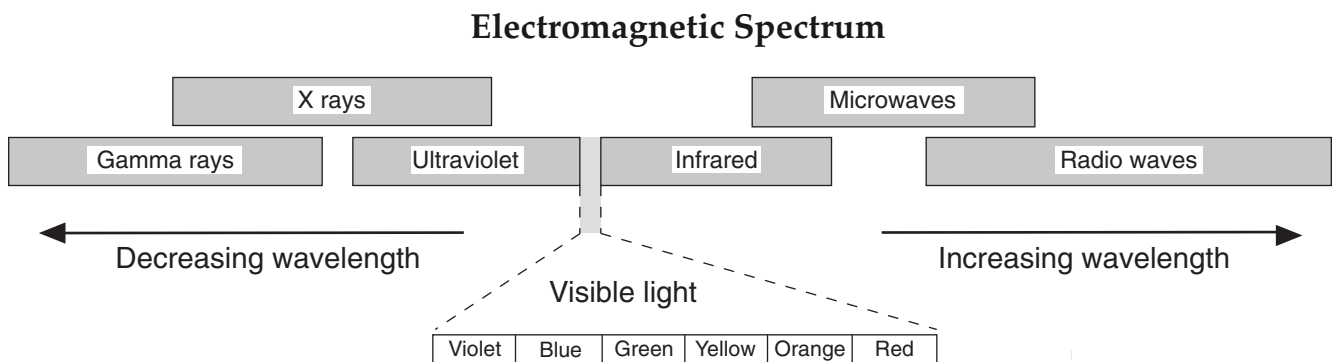 Electromagnetic Spectrum
X rays
Microwaves
Gamma rays
Ultraviolet
Infrared
Radio waves
Decreasing wavelength
Increasing wavelength
Visible light
Violet
Blue
Green
Yellow
Orange
Red